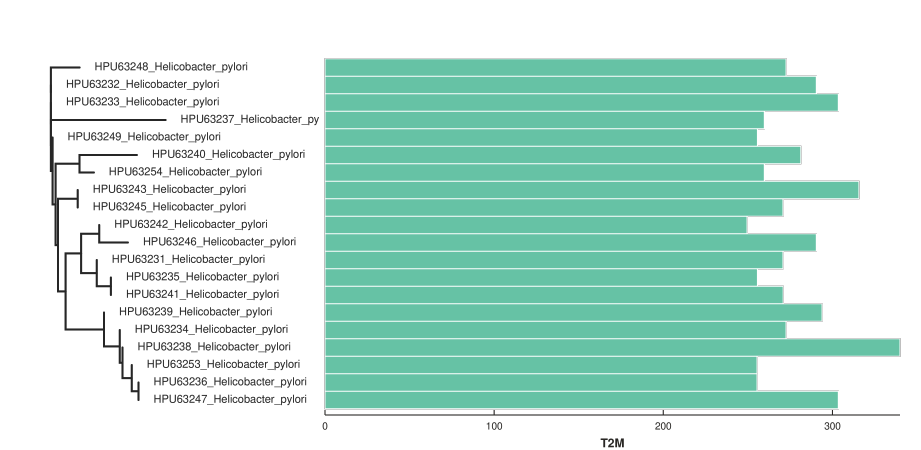 HPU63248_Helicobacter_pylori
HPU63232_Helicobacter_pylori
HPU63233_Helicobacter_pylori
HPU63237_Helicobacter_py
HPU63249_Helicobacter_pylori
HPU63240_Helicobacter_pylori
HPU63254_Helicobacter_pylori
HPU63243_Helicobacter_pylori
HPU63245_Helicobacter_pylori
HPU63242_Helicobacter_pylori
HPU63246_Helicobacter_pylori
HPU63231_Helicobacter_pylori
HPU63235_Helicobacter_pylori
HPU63241_Helicobacter_pylori
HPU63239_Helicobacter_pylori
HPU63234_Helicobacter_pylori
HPU63238_Helicobacter_pylori
HPU63253_Helicobacter_pylori
HPU63236_Helicobacter_pylori
HPU63247_Helicobacter_pylori
0 100 200 300
T2M